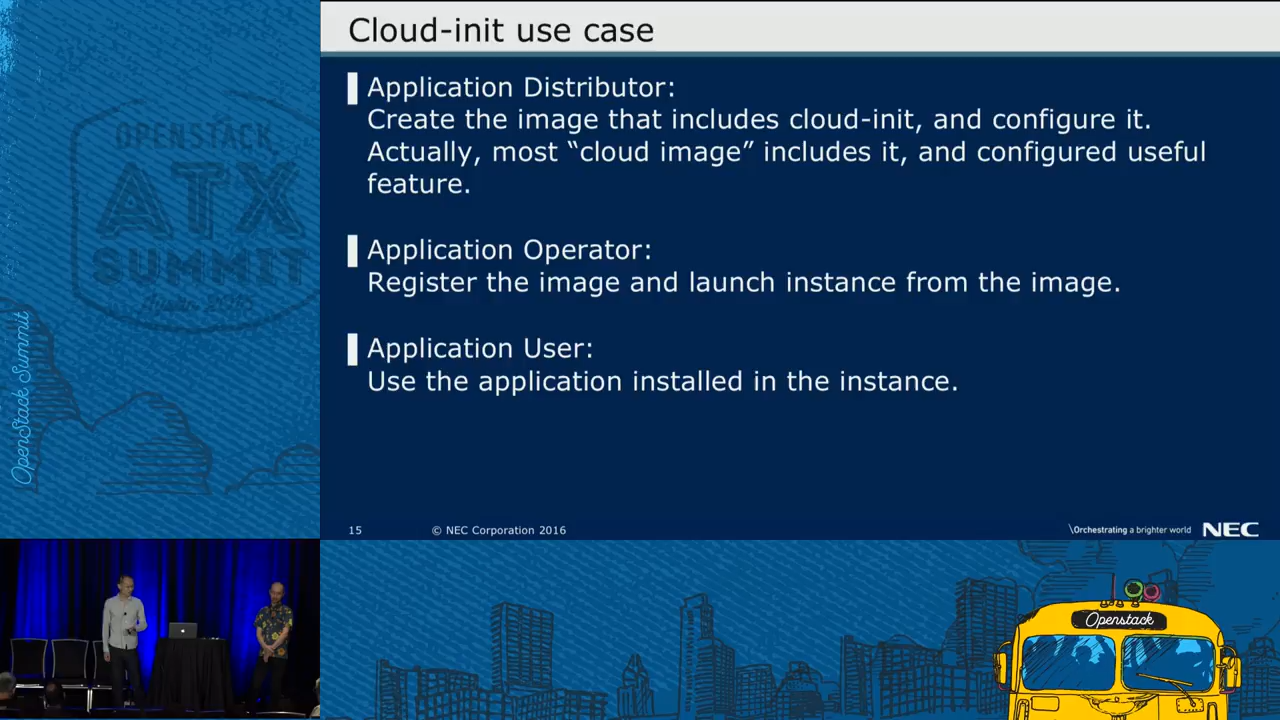 Cloud-init use case
Application Distributor:
Create the image that includes cloud-init, and configure it.
Actually, most “cloud image” includes it, and configured useful
feature.
Application Operator:
Register the image and launch instance from the image.
Application User:
Use the application installed in the instance.
15
© NEC Corporation 2016
\Orchestrating a brighter world
NEC
OPENSTACK
ATX
SUMMIT
Austin 2016
OpenStack Summit
Openstack